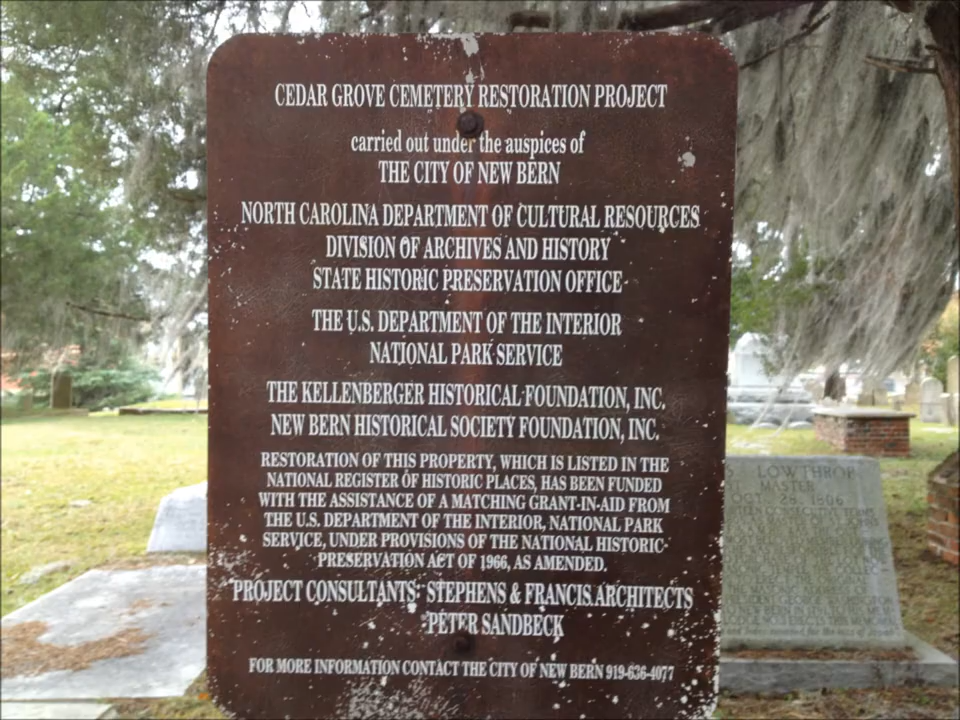 CEDAR GROVE CEMETERY RESTORATION PROJECT
carried out under the auspices of
THE CITY OF NEW BERN
NORTH CAROLINA DEPARTMENT OF CULTURAL RESOURCES
DIVISION OF ARCHIVES AND HISTORY
STATE HISTORIC PRESERVATION OFFICE
THE U.S. DEPARTMENT OF THE INTERIOR
NATIONAL PARK SERVICE
THE KELLENBERGER HISTORICAL FOUNDATION, INC.
NEW BERN HISTORICAL SOCIETY FOUNDATION, INC.
RESTORATION OF THIS PROPERTY, WHICH IS LISTED IN THE
NATIONAL REGISTER OF HISTORIC PLACES, HAS BEEN FUNDED
WITH THE ASSISTANCE OF A MATCHING GRANT-IN-AID FROM
THE U.S. DEPARTMENT OF THE INTERIOR, NATIONAL PARK
SERVICE, UNDER PROVISIONS OF THE NATIONAL HISTORIC
PRESERVATION ACT OF 1966, AS AMENDED.
PROJECT CONSULTANTS: STEPHENS & FRANCIS ARCHITECTS
PETER SANDBECK
FOR MORE INFORMATION CONTACT THE CITY OF NEW BERN 919-636-4077
LOWTHROP
MASTER
OCT. 28, 1806